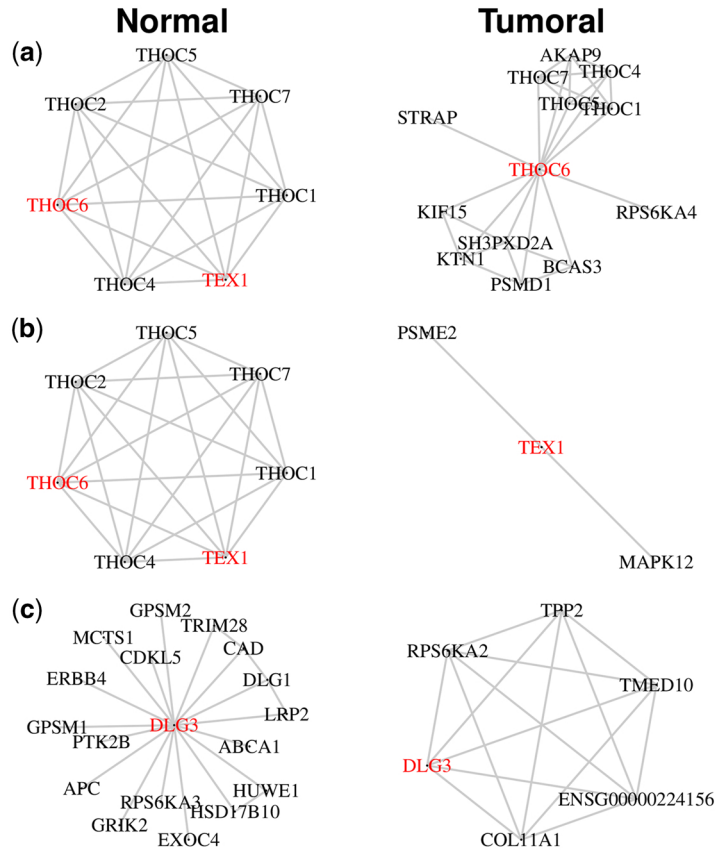 Normal Tumoral
(a)
THOC5
THOC2
THOC7
THOC6
THOC1
THOC4
TEX1
AKAP9
THOC7
THOC4
THOC5
THOC1
STRAP
THOC6
KIF15
RPS6KA4
SH3PXD2A
KTN1
BCAS3
PSMD1
(b)
THOC5
THOC2
THOC7
THOC6
THOC1
THOC4
TEX1
PSME2
TEX1
MAPK12
(c)
GPSM2
TRIM28
MCTS1
CAD
CDKL5
ERBB4
DLG1
LRP2
GPSM1
DLG3
PTK2B
ABCA1
APC
HUWE1
RPS6KA3
HSD17B10
GRIK2
EXOC4
TPP2
RPS6KA2
TMED10
DLG3
ENSG00000224156
COL11A1